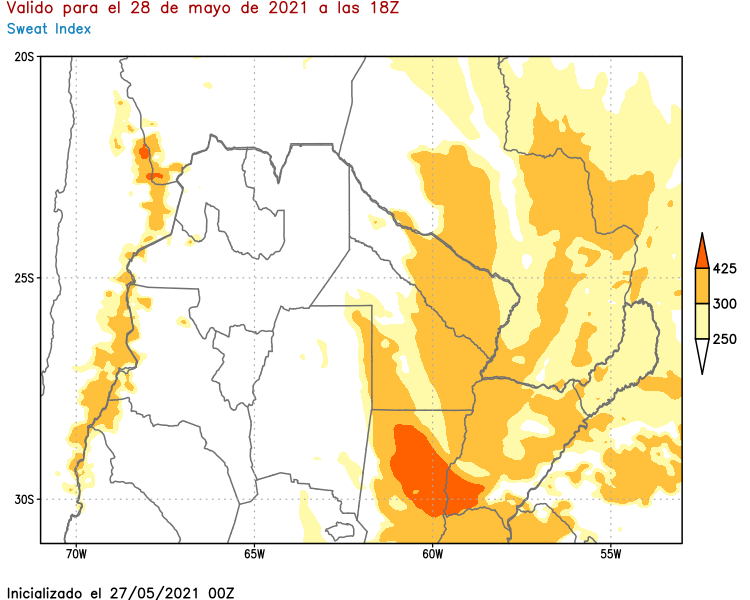 Valido para el 28 de mayo de 2021 a las 18Z
Sweat Index
20S
25S
30S
70W
65W
60W
55W
425
300
250
Inicializado el 27/05/2021 00Z